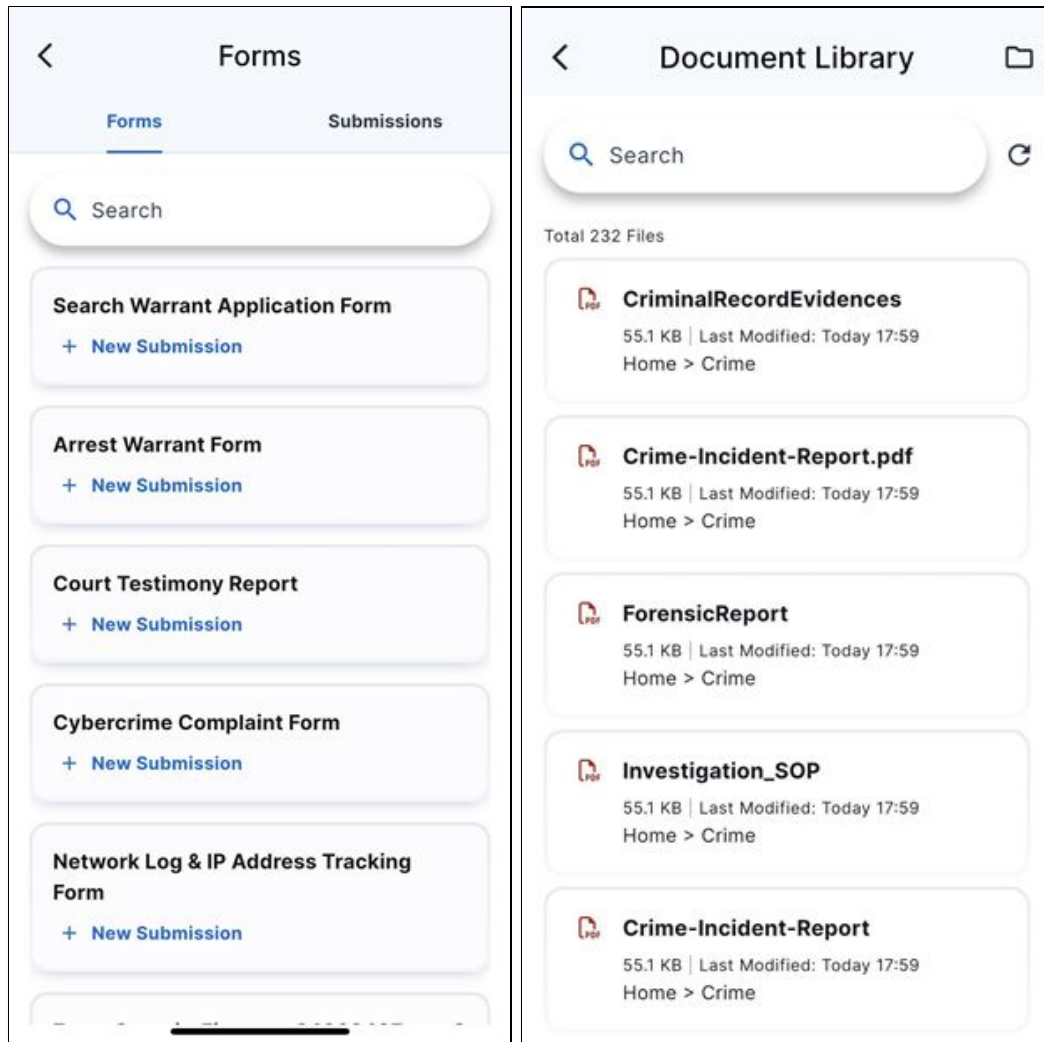 Forms
Forms Submissions
Search
Search Warrant Application Form
+ New Submission
Arrest Warrant Form
+ New Submission
Court Testimony Report
+ New Submission
Cybercrime Complaint Form
+ New Submission
Network Log & IP Address Tracking
Form
+ New Submission
Document Library
Search
Total 232 Files
CriminalRecordEvidences
55.1 KB | Last Modified: Today 17:59
Home > Crime
Crime-Incident-Report.pdf
55.1 KB | Last Modified: Today 17:59
Home > Crime
ForensicReport
55.1 KB | Last Modified: Today 17:59
Home > Crime
Investigation_SOP
55.1 KB | Last Modified: Today 17:59
Home > Crime
Crime-Incident-Report
55.1 KB | Last Modified: Today 17:59
Home > Crime